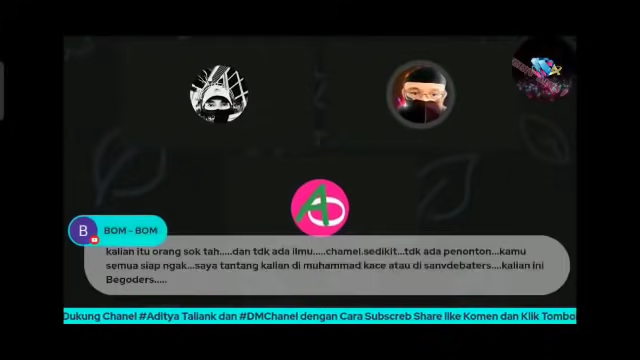 BOM - BOM
kalian itu orang sok tah.....dan tdk ada ilmu.....chamel sedikit...tdk ada penonton...kamu
semua siap ngak...saya tantang kalian di muhammad kace atau di sanvdebaters....kalian ini
Begoders.....
Dukung Chanel #Aditya Taliank dan #DMChanel dengan Cara Subscreb Share like Komen dan Klik Tombo